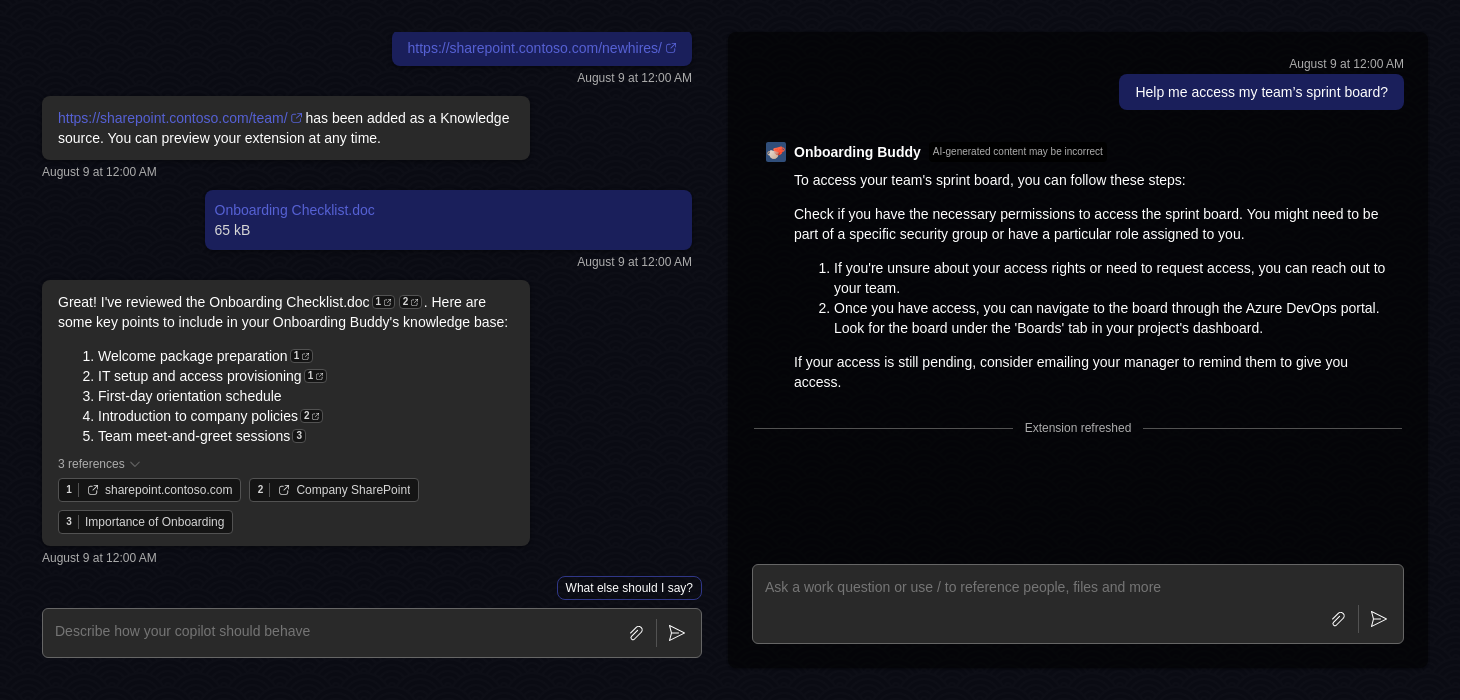 https://sharepoint.contoso.com/newhires/
August 9 at 12:00 AM
https://sharepoint.contoso.com/team/ has been added as a Knowledge
source. You can preview your extension at any time.
August 9 at 12:00 AM
Onboarding Checklist.doc
65 kB
August 9 at 12:00 AM
Great! I've reviewed the Onboarding Checklist.doc 1 2 . Here are
some key points to include in your Onboarding Buddy's knowledge base:
1. Welcome package preparation 1
2. IT setup and access provisioning 1
3. First-day orientation schedule
4. Introduction to company policies 2
5. Team meet-and-greet sessions 3
3 references
1 sharepoint.contoso.com
2 Company SharePoint
3 Importance of Onboarding
August 9 at 12:00 AM
What else should I say?
Describe how your copilot should behave
August 9 at 12:00 AM
Help me access my team’s sprint board?
Onboarding Buddy AI-generated content may be incorrect
To access your team's sprint board, you can follow these steps:
Check if you have the necessary permissions to access the sprint board. You might need to be
part of a specific security group or have a particular role assigned to you.
1. If you're unsure about your access rights or need to request access, you can reach out to
your team.
2. Once you have access, you can navigate to the board through the Azure DevOps portal.
Look for the board under the 'Boards' tab in your project's dashboard.
If your access is still pending, consider emailing your manager to remind them to give you
access.
Extension refreshed
Ask a work question or use / to reference people, files and more